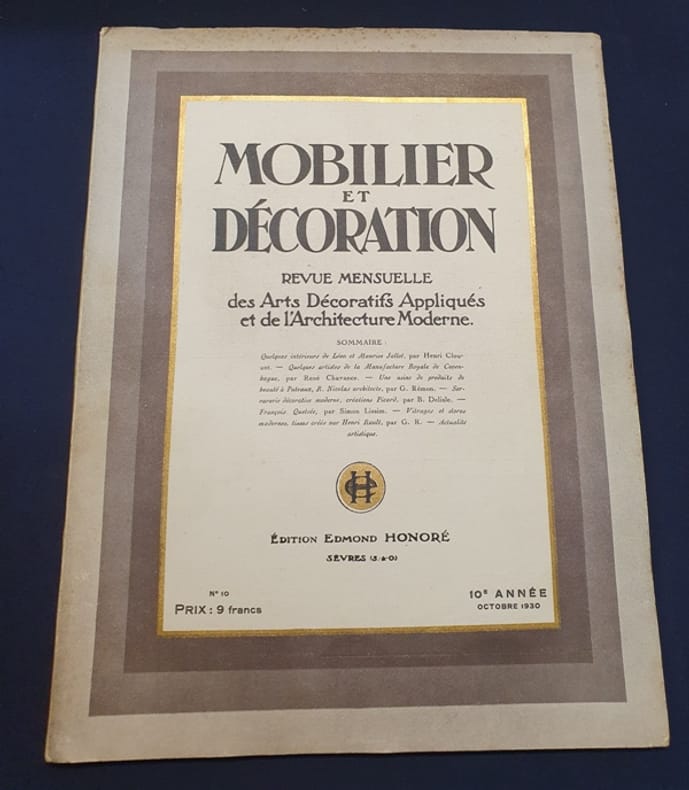 MOBILIER
ET
DÉCORATION
REVUE MENSUELLE
des Arts Décoratifs Appliqués
et de l'Architecture Moderne.
SOMMAIRE :
Quelques intérieurs de Léon et Maurice Jallot, par Henri Clou-
zot. — Quelques artistes de la Manufacture Royale de Copen-
hague, par René Chavance. — Une usine de produits de
beauté à Puteaux, R. Nicolas architecte, par G. Rémon. — Ser-
rurerie décorative moderne, créations Picard, par B. Delisle. —
François Quelvée, par Simon Lissim. — Vitrages et stores
modernes, tissus créés par Henri Rault, par G. R. — Actualité
artistique.
ÉDITION EDMOND HONORÉ
SÈVRES (S.&O)
N° 10
PRIX : 9 francs
10e ANNÉE
OCTOBRE 1930